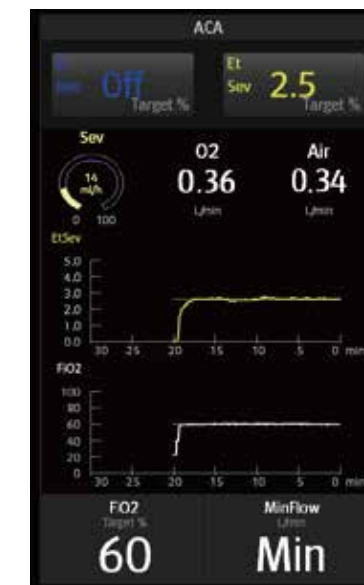 ACA
Off
Target %
Et
Sev 2.5
Target %
Sev
14
ml/h
0 100
O2
0.36
L/min
Air
0.34
L/min
EtSev
5.0
4.0
3.0
2.0
1.0
0.0
30 25 20 15 10 5 0 min
FiO2
100
80
60
40
20
0
30 25 20 15 10 5 0 min
FiO2
Target %
60
MinFlow
L/min
Min